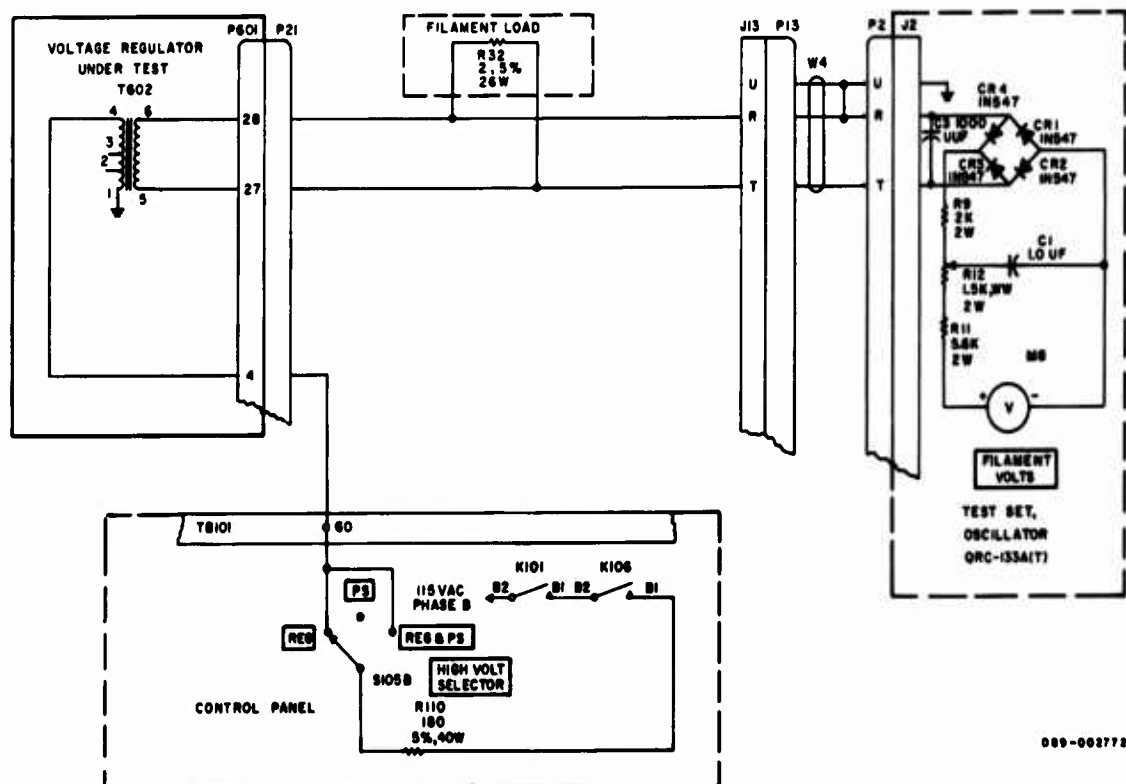 VOLTAGE REGULATOR
UNDER TEST
T602
4
6
3
2
1
5
P601
P21
28
27
4
FILAMENT LOAD
R32
2, 5%
26W
J13
P13
U
R
T
W4
P2
J2
U
R
T
CR4
IN547
C3 1000
UUF
CR1
IN547
CR3
IN547
CR2
IN547
R9
2K
2W
C1
1.0 UF
R12
1.5K, WW
2W
R11
5.6K
2W
M6
+
-
V
FILAMENT
VOLTS
TEST SET,
OSCILLATOR
QRC-133A(T)
TB101
60
PS
115 VAC
PHASE B
K101
K106
B2
B1
B2
B1
REG
REG & PS
S105B
HIGH VOLT
SELECTOR
CONTROL PANEL
R110
180
5%, 40W
089-002772